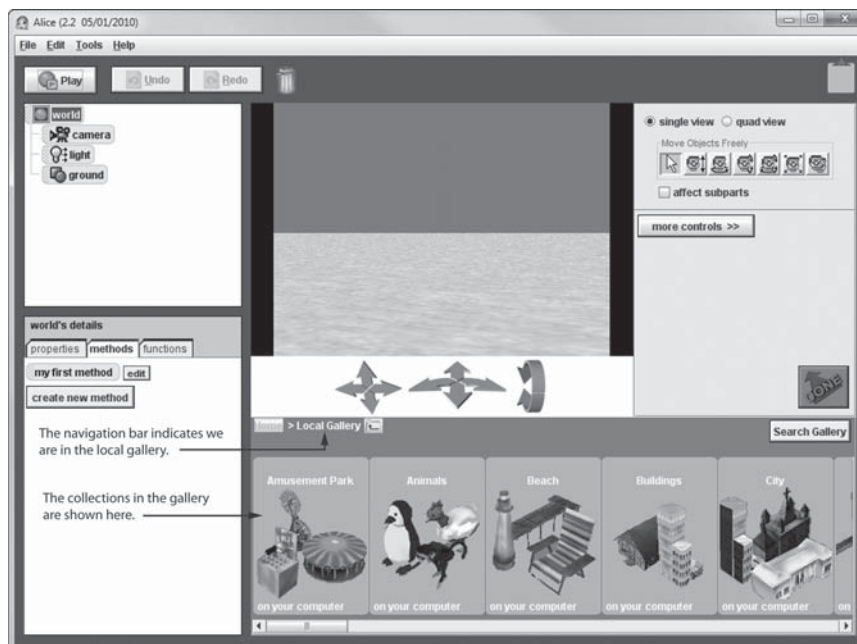 Alice (2.2 05/01/2010)
File Edit Tools Help
Play Undo Redo
world
camera
light
ground
single view quad view
Move Objects Freely
affect subparts
more controls >>
world's details
properties methods functions
my first method edit
create new method
DONE
The navigation bar indicates we
are in the local gallery.
Home > Local Gallery
Search Gallery
The collections in the gallery
are shown here.
Amusement Park Animals Beach Buildings City
on your computer on your computer on your computer on your computer on your computer on